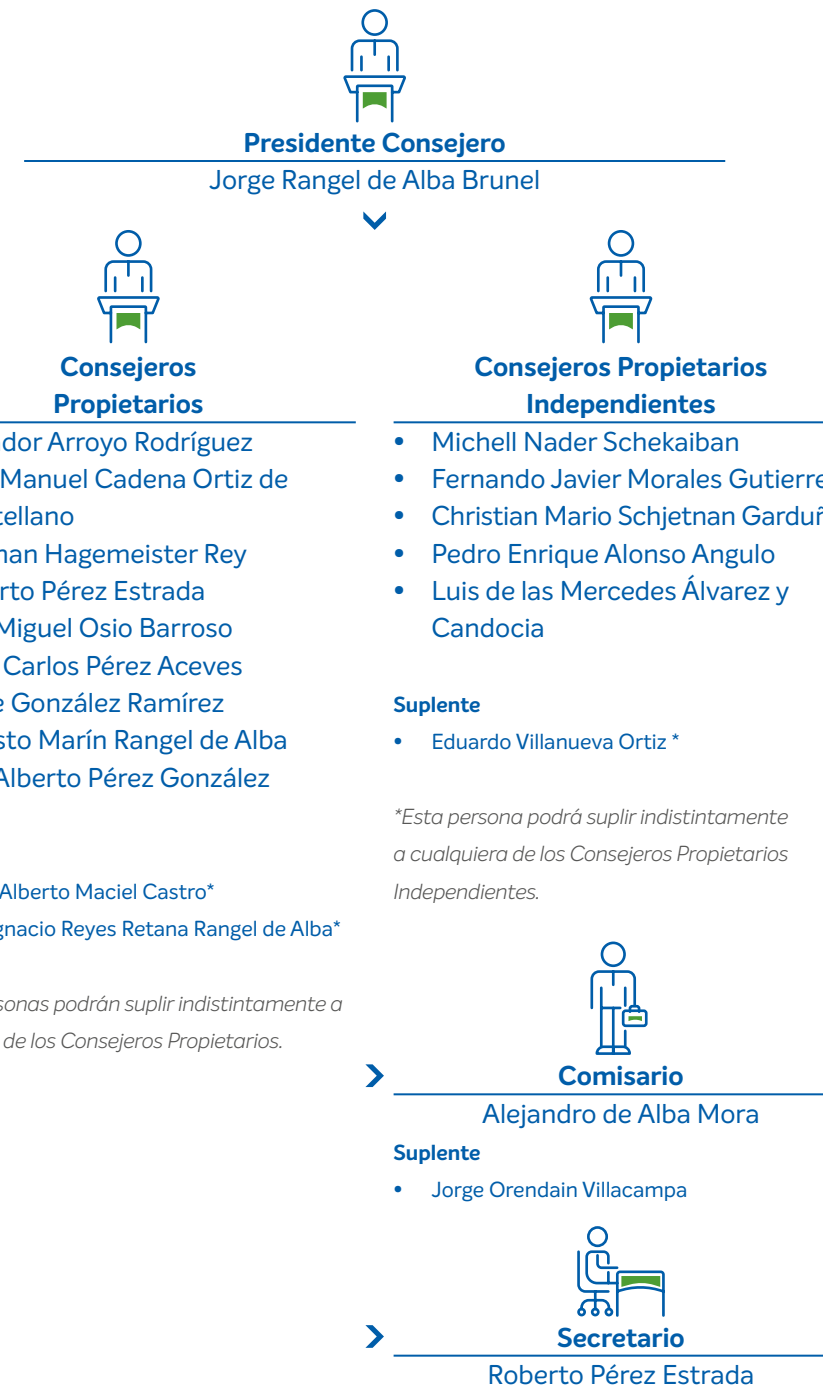 Presidente Consejero
Jorge Rangel de Alba Brunel
Consejeros
Propietarios
Arroyo Rodríguez
Manuel Cadena Ortiz de
Hagemeister Rey
Pérez Estrada
Miguel Osio Barroso
Carlos Pérez Aceves
González Ramírez
Marín Rangel de Alba
Alberto Pérez González
Alberto Maciel Castro*
Reyes Retana Rangel de Alba*
podrán suplir indistintamente a
de los Consejeros Propietarios.
Consejeros Propietarios
Independientes
• Michell Nader Schekaiban
• Fernando Javier Morales
• Christian Mario Schjetnan
• Pedro Enrique Alonso Angulo
• Luis de las Mercedes Álvarez y
Candocia
Suplente
• Eduardo Villanueva Ortiz *
*Esta persona podrá suplir indistintamente
a cualquiera de los Consejeros Propietarios
Independientes.
Comisario
Alejandro de Alba Mora
Suplente
• Jorge Orendain Villacampa
Secretario
Roberto Pérez Estrada